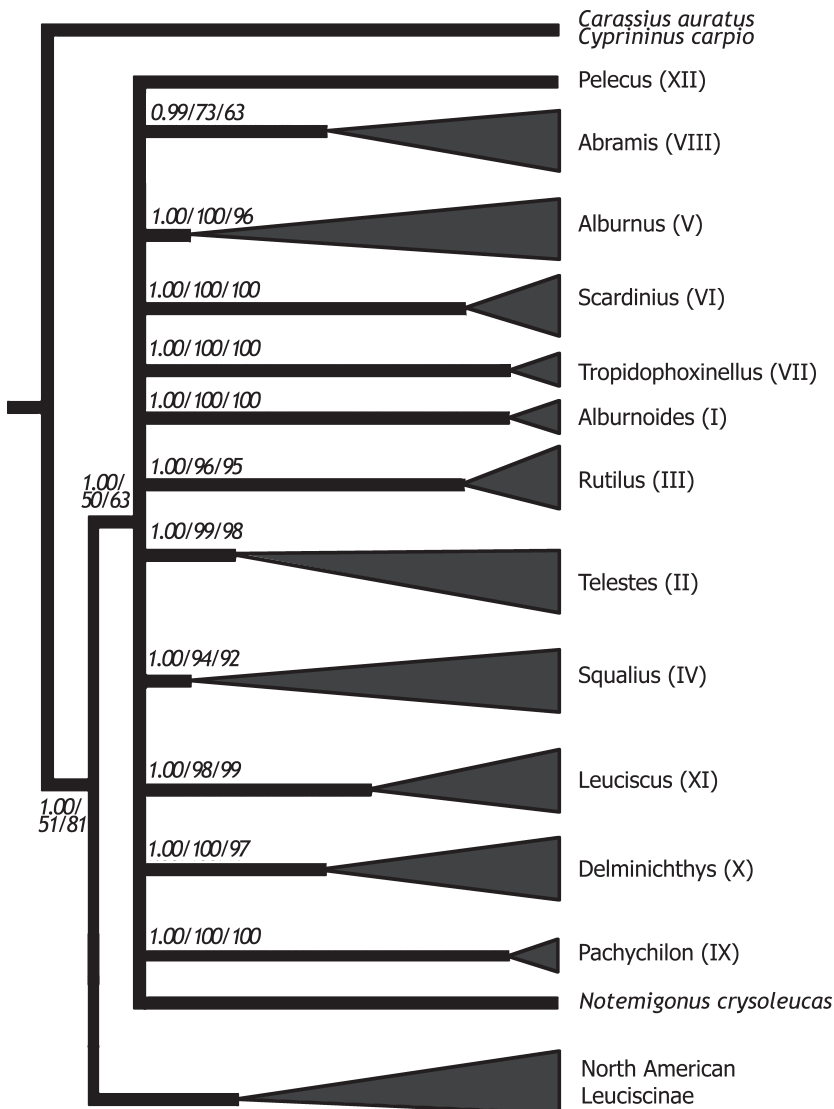 Carassius auratus
Cyprininus carpio
Pelecus (XII)
0.99/73/63
Abramis (VIII)
1.00/100/96
Alburnus (V)
1.00/100/100
Scardinius (VI)
1.00/100/100
Tropidophoxinellus (VII)
1.00/100/100
Alburnoides (I)
1.00/96/95
Rutilus (III)
1.00/
50/63
1.00/99/98
Telestes (II)
1.00/94/92
Squalius (IV)
1.00/98/99
Leuciscus (XI)
1.00/
51/81
1.00/100/97
Delminichthys (X)
1.00/100/100
Pachychilon (IX)
Notemigonus crysoleucas
North American
Leuciscinae